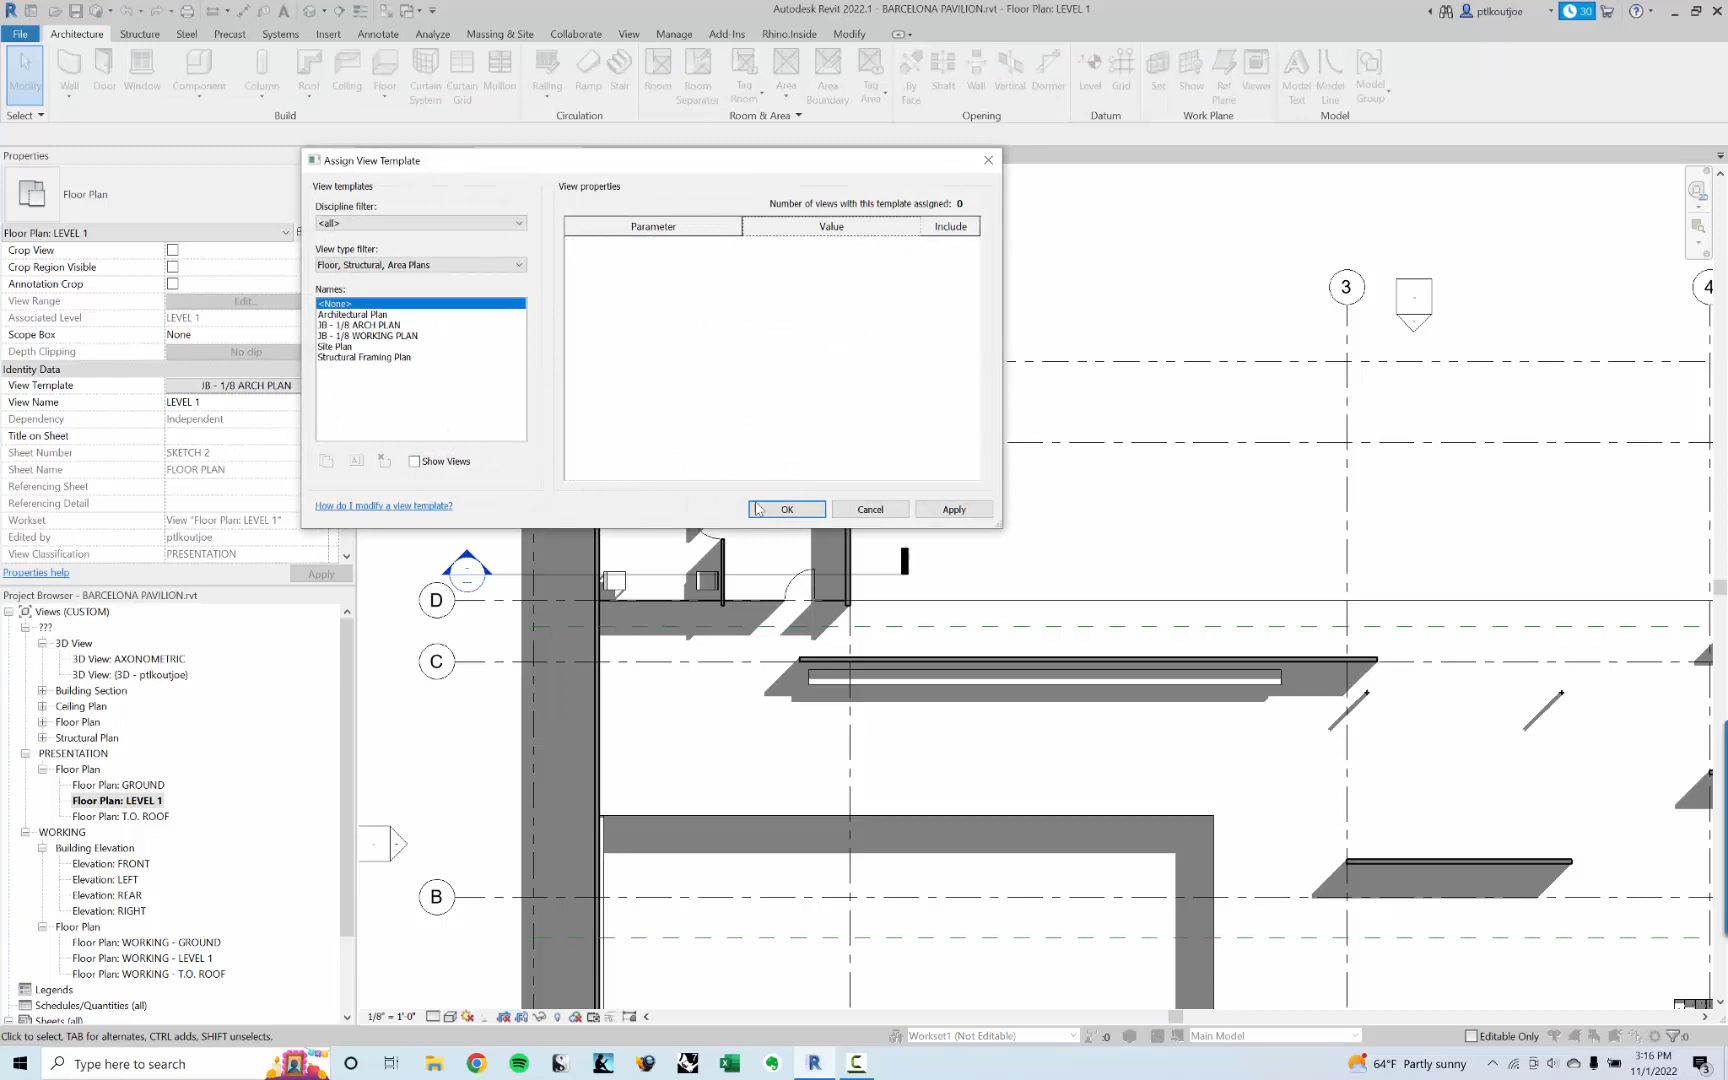 Autodesk Revit 2022.1 - BARCELONA PAVILION.rvt - Floor Plan: LEVEL 1
ptlkoutjoe
30
File Architecture Structure Steel Precast Systems Insert Annotate Analyze Massing & Site Collaborate View Manage Add-Ins Rhino.Inside Modify
Modify Wall Door Window Component Column Roof Ceiling Floor Curtain System Curtain Grid Mullion Railing Ramp Stair Room Room Separator Tag Room Area Area Boundary Tag Area By Face Shaft Wall Vertical Dormer Level Grid Set Show Ref Plane Viewer Model Text Model Line Model Group
Select Build Circulation Room & Area Opening Datum Work Plane Model
Properties
Floor Plan
Floor Plan: LEVEL 1
Crop View
Crop Region Visible
Annotation Crop
View Range Edit...
Associated Level LEVEL 1
Scope Box None
Depth Clipping No clip
Identity Data
View Template JB - 1/8 ARCH PLAN
View Name LEVEL 1
Dependency Independent
Title on Sheet
Sheet Number SKETCH 2
Sheet Name FLOOR PLAN
Referencing Sheet
Referencing Detail
Workset View "Floor Plan: LEVEL 1"
Edited by ptlkoutjoe
View Classification PRESENTATION
Properties help Apply
Assign View Template
View templates
Discipline filter:
<all>
View type filter:
Floor, Structural, Area Plans
Names:
<None>
Architectural Plan
JB - 1/8 ARCH PLAN
JB - 1/8 WORKING PLAN
Site Plan
Structural Framing Plan
Show Views
How do I modify a view template?
View properties
Number of views with this template assigned: 0
Parameter Value Include
OK Cancel Apply
Project Browser - BARCELONA PAVILION.rvt
Views (CUSTOM)
???
3D View
3D View: AXONOMETRIC
3D View: {3D - ptlkoutjoe}
Building Section
Ceiling Plan
Floor Plan
Structural Plan
PRESENTATION
Floor Plan
Floor Plan: GROUND
Floor Plan: LEVEL 1
Floor Plan: T.O. ROOF
WORKING
Building Elevation
Elevation: FRONT
Elevation: LEFT
Elevation: REAR
Elevation: RIGHT
Floor Plan
Floor Plan: WORKING - GROUND
Floor Plan: WORKING - LEVEL 1
Floor Plan: WORKING - T.O. ROOF
Legends
Schedules/Quantities (all)
Sheets (all)
3
4
D
C
B
1/8" = 1'-0"
Click to select, TAB for alternates, CTRL adds, SHIFT unselects.
Workset1 (Not Editable) :0 Main Model Editable Only :0
Type here to search
64°F Partly sunny
3:16 PM
11/1/2022
3